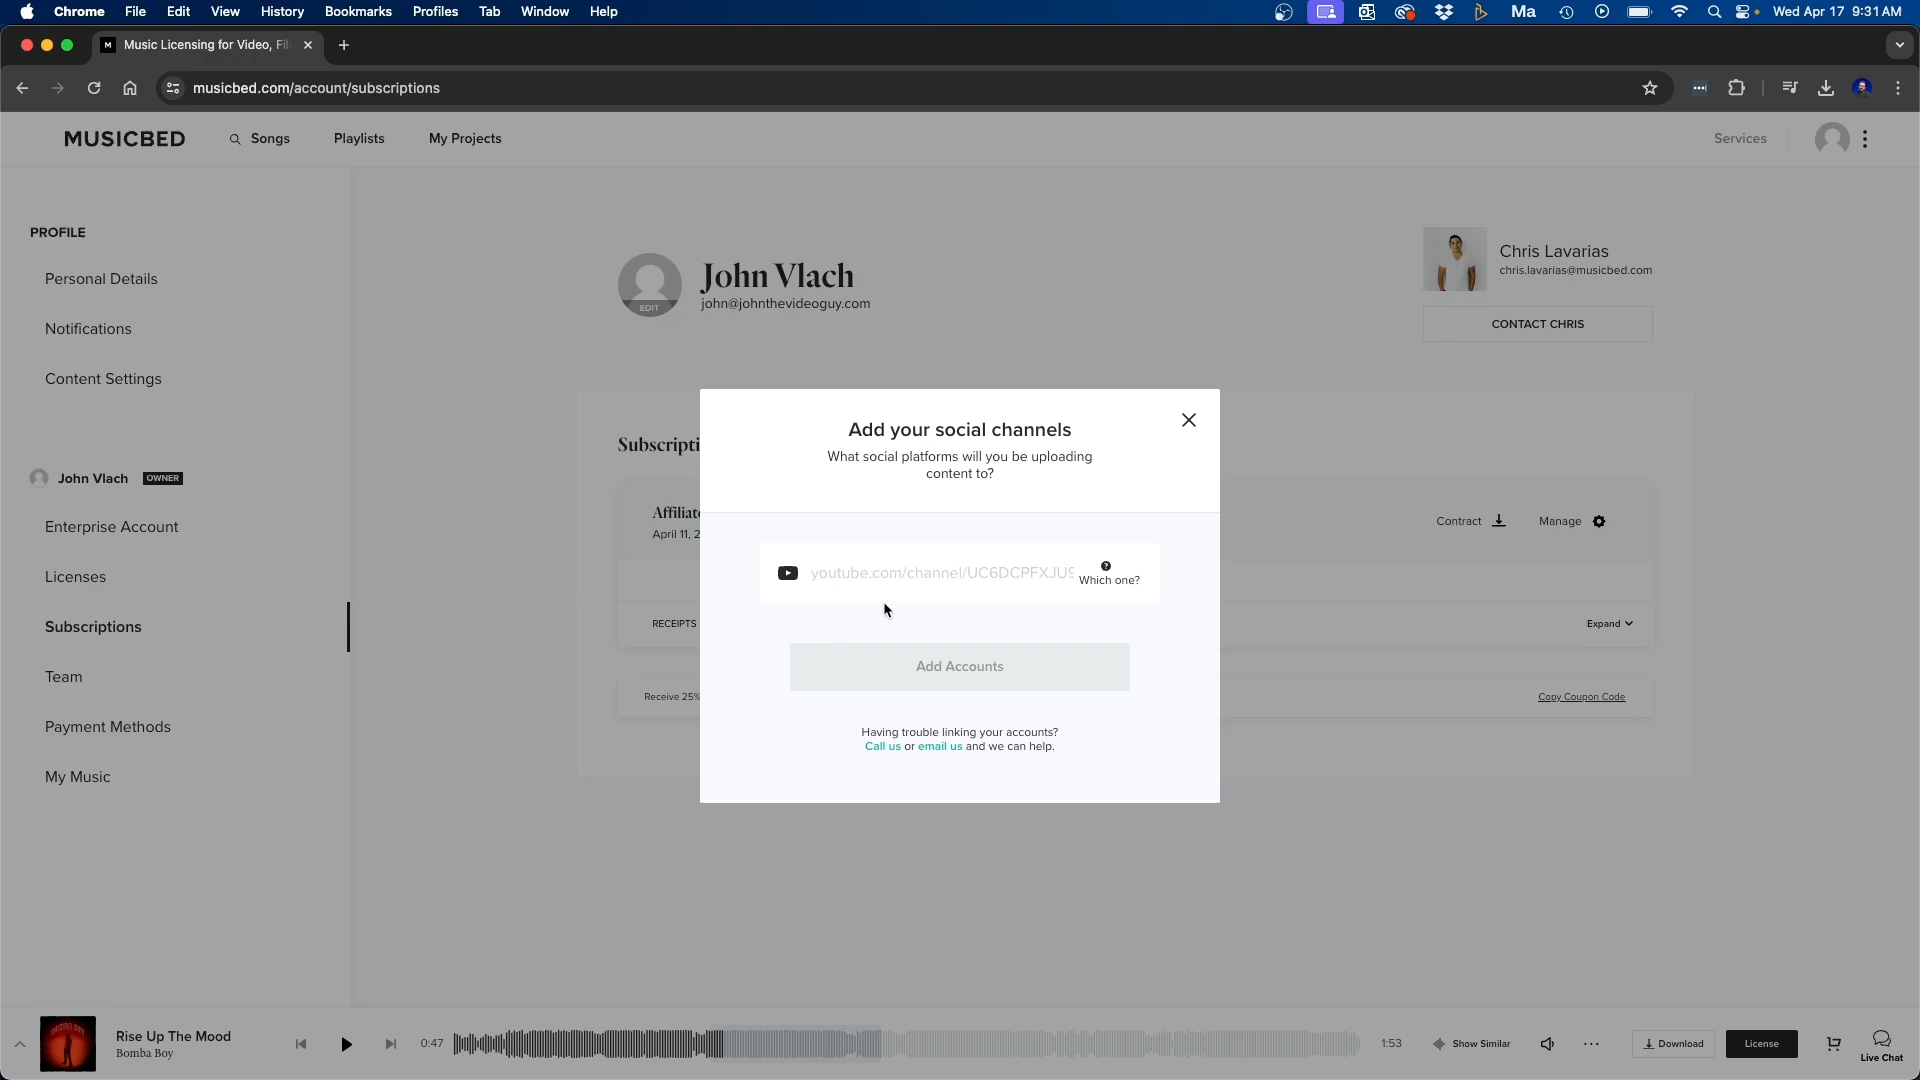 Chrome File Edit View History Bookmarks Profiles Tab Window Help
Ma Wed Apr 17 9:31 AM
Music Licensing for Video, Fil
musicbed.com/account/subscriptions
MUSICBED Songs Playlists My Projects Services
PROFILE
Personal Details
Notifications
Content Settings
John Vlach OWNER
Enterprise Account
Licenses
Subscriptions
Team
Payment Methods
My Music
EDIT
John Vlach
john@johnthevideoguy.com
Chris Lavarias
chris.lavarias@musicbed.com
CONTACT CHRIS
Subscripti
Affiliat
April 11, 2
Contract Manage
RECEIPTS
Expand
Receive 25%
Copy Coupon Code
Add your social channels
What social platforms will you be uploading
content to?
youtube.com/channel/UC6DCPFXJU9
Which one?
Add Accounts
Having trouble linking your accounts?
Call us or email us and we can help.
Rise Up The Mood
Bomba Boy
0:47 1:53 Show Similar Download License
Live Chat